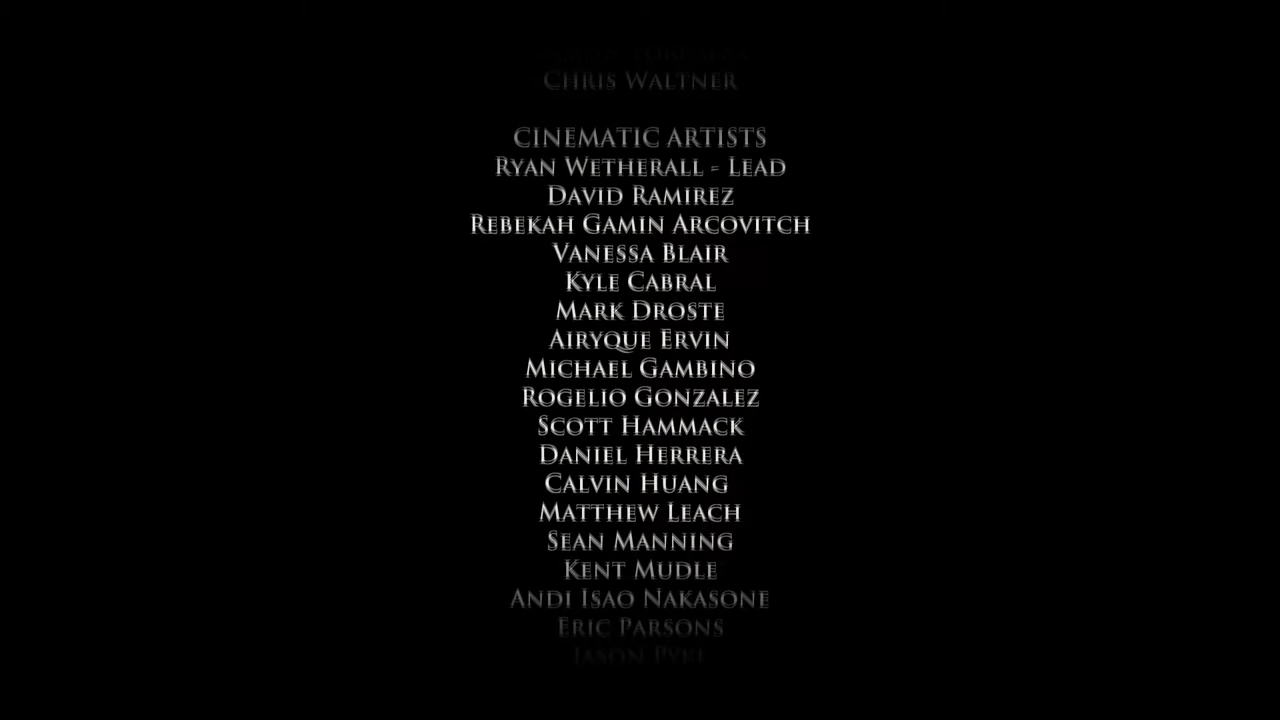 Chris Waltner
CINEMATIC ARTISTS
Ryan Wetherall - Lead
David Ramirez
Rebekah Gamin Arcovitch
Vanessa Blair
Kyle Cabral
Mark Droste
Airyque Ervin
Michael Gambino
Rogelio Gonzalez
Scott Hammack
Daniel Herrera
Calvin Huang
Matthew Leach
Sean Manning
Kent Mudle
Andi Isao Nakasone
Eric Parsons
Jason Pyke